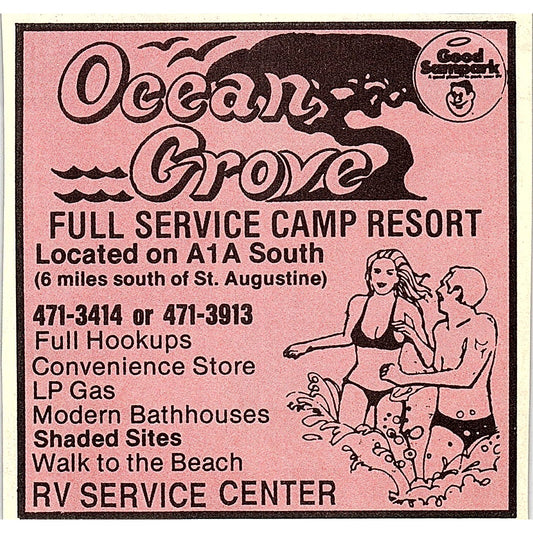 Ocean
Grove
Good
Sampark
FULL SERVICE CAMP RESORT
Located on A1A South
(6 miles south of St. Augustine)
471-3414 or 471-3913
Full Hookups
Convenience Store
LP Gas
Modern Bathhouses
Shaded Sites
Walk to the Beach
RV SERVICE CENTER